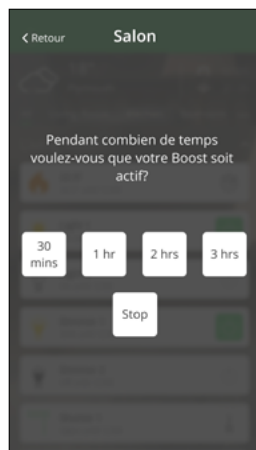 Retour
Salon
Pendant combien de temps
voulez-vous que votre Boost soit
actif?
30
mins
1 hr
2 hrs
3 hrs
Stop